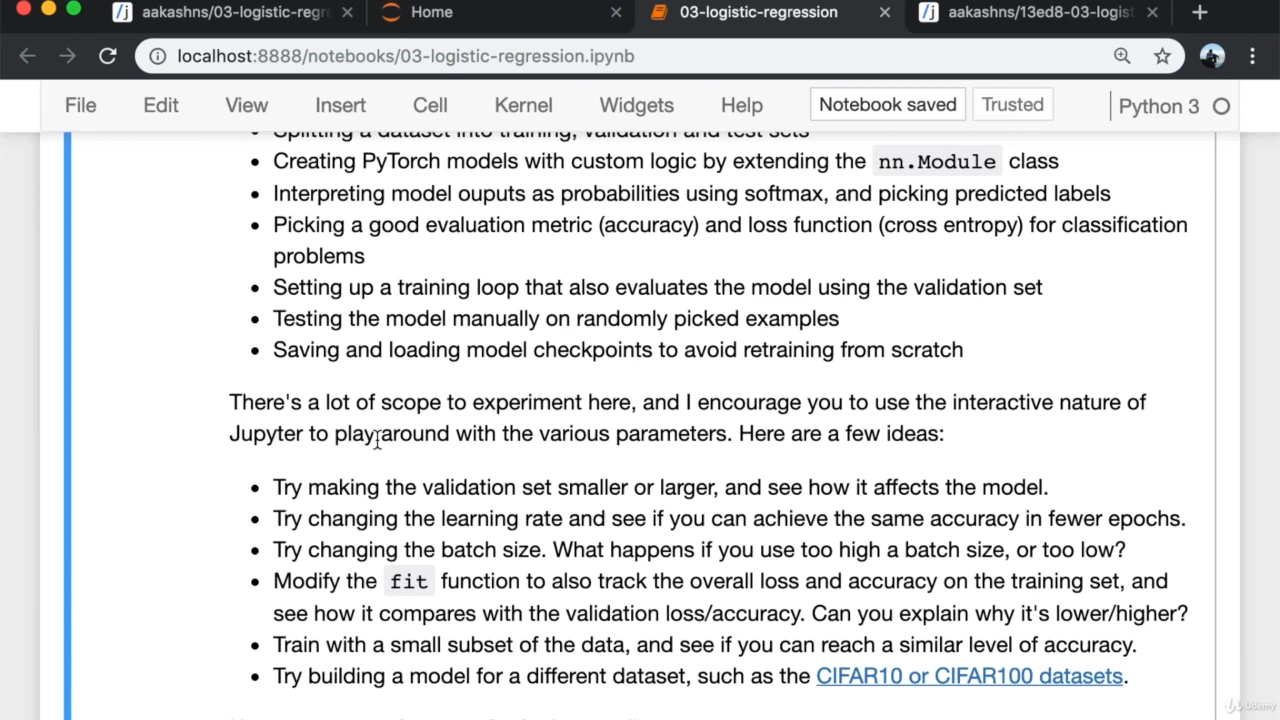 aakashns/03-logistic-regre
Home
03-logistic-regression
aakashns/13ed8-03-logist
localhost:8888/notebooks/03-logistic-regression.ipynb
File Edit View Insert Cell Kernel Widgets Help Notebook saved Trusted Python 3
Splitting a dataset into training, validation and test sets
Creating PyTorch models with custom logic by extending the nn.Module class
Interpreting model ouputs as probabilities using softmax, and picking predicted labels
Picking a good evaluation metric (accuracy) and loss function (cross entropy) for classification
problems
Setting up a training loop that also evaluates the model using the validation set
Testing the model manually on randomly picked examples
Saving and loading model checkpoints to avoid retraining from scratch
There's a lot of scope to experiment here, and I encourage you to use the interactive nature of
Jupyter to play around with the various parameters. Here are a few ideas:
Try making the validation set smaller or larger, and see how it affects the model.
Try changing the learning rate and see if you can achieve the same accuracy in fewer epochs.
Try changing the batch size. What happens if you use too high a batch size, or too low?
Modify the fit function to also track the overall loss and accuracy on the training set, and
see how it compares with the validation loss/accuracy. Can you explain why it's lower/higher?
Train with a small subset of the data, and see if you can reach a similar level of accuracy.
Try building a model for a different dataset, such as the CIFAR10 or CIFAR100 datasets.
Udemy